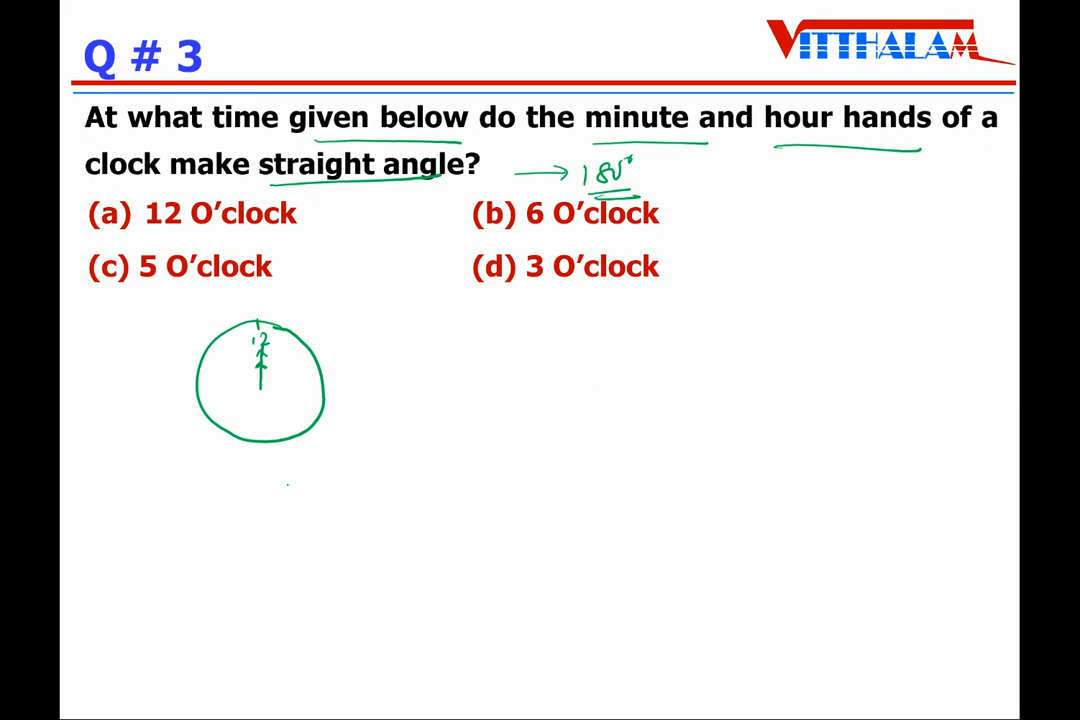 Q # 3
VITTHALAM
At what time given below do the minute and hour hands of a
clock make straight angle? → 180°
(a) 12 O’clock
(b) 6 O’clock
(c) 5 O’clock
(d) 3 O’clock
12